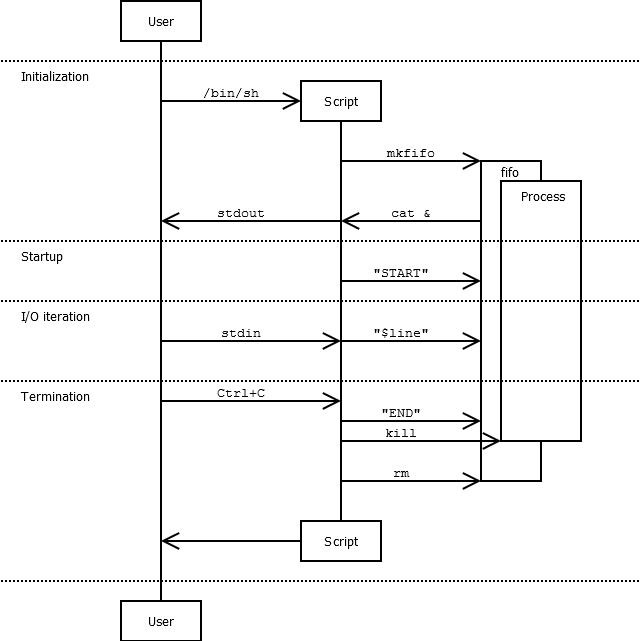 User
Initialization
/bin/sh
Script
mkfifo
fifo
Process
stdout
cat &
Startup
"START"
I/O iteration
stdin
"$line"
Termination
Ctrl+C
"END"
kill
rm
Script
User